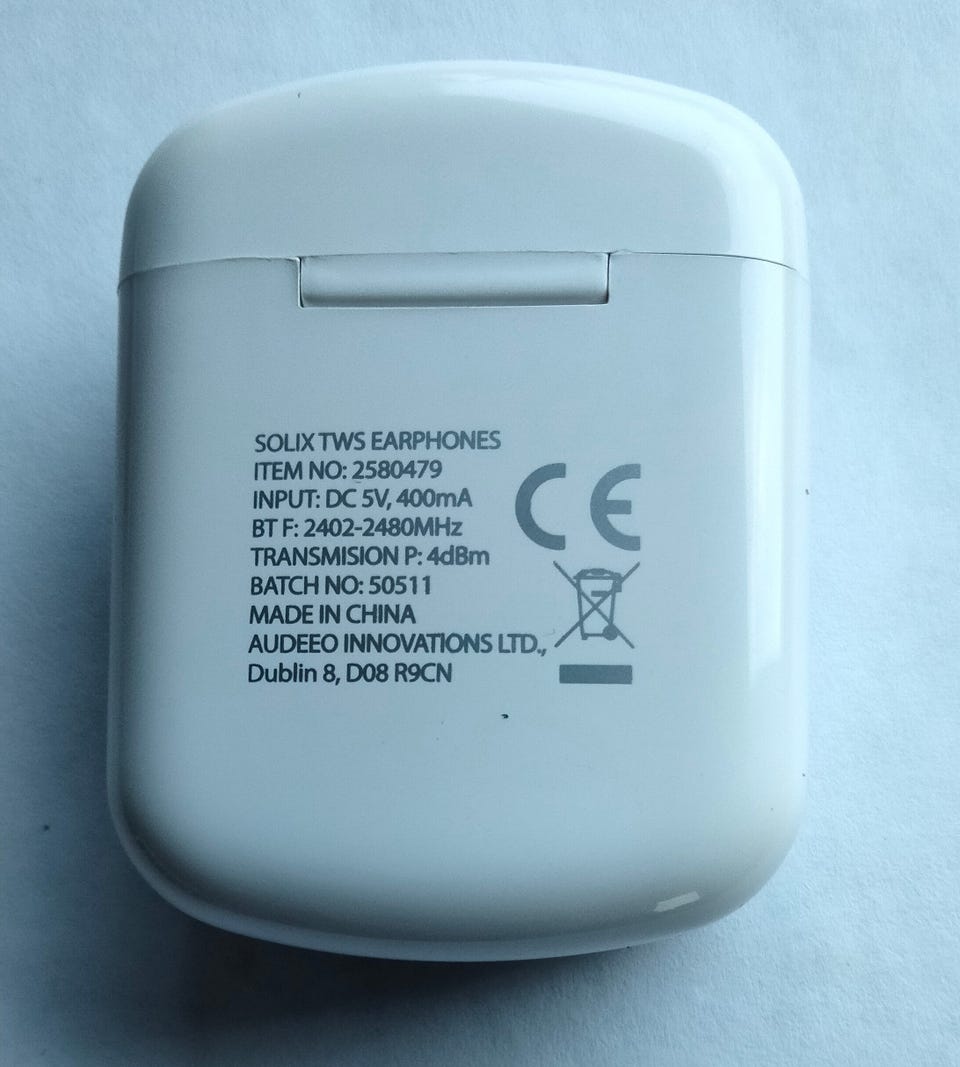 SOLIX TWS EARPHONES
ITEM NO: 2580479
INPUT: DC 5V, 400mA
BT F: 2402-2480MHz
TRANSMISION P: 4dBm
BATCH NO: 50511
MADE IN CHINA
AUDEEO INNOVATIONS LTD.,
Dublin 8, D08 R9CN
CE